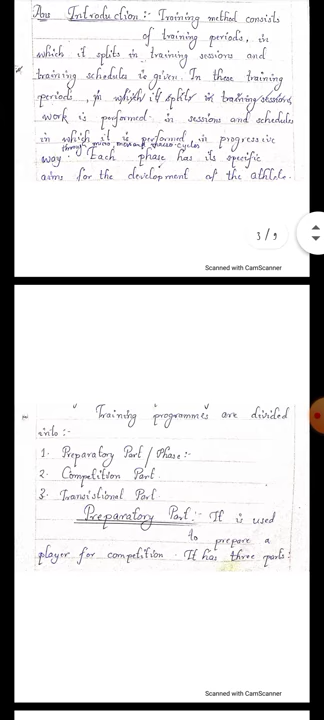 Ans Introduction:- Training method consists
of training periods, in
which it splits in training sessions and
training schedules is given. In these training
periods, in which it splits in training sessions,
work is performed in sessions and schedules
in which it is performed in progressive
through micro meso and macro cycles
way. Each phase has its specific
aims for the development of the athlete.
3 / 9
Scanned with CamScanner
Training programmes are divided
into:-
1. Preparatory Part / Phase:-
2. Competition Part.
3. Transistional Part.
Preparatory Part:- It is used
to prepare a
player for competition. It has three parts:
Scanned with CamScanner